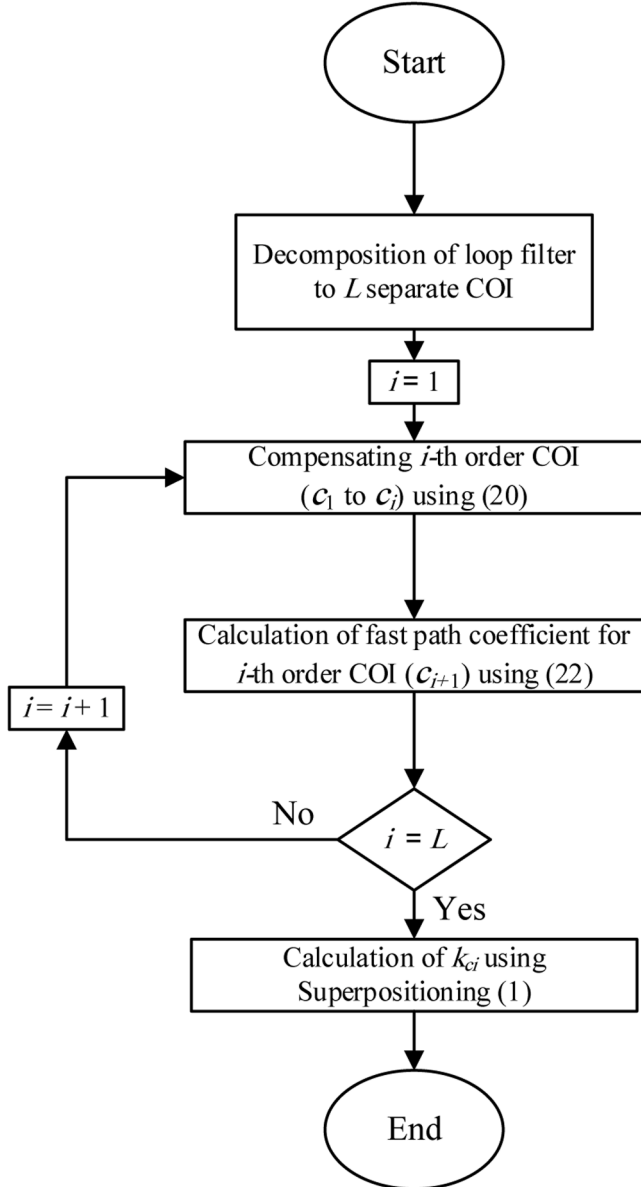 Start
Decomposition of loop filter
to L separate COI
i = 1
Compensating i-th order COI
(c₁ to cᵢ) using (20)
Calculation of fast path coefficient for
i-th order COI (cᵢ₊₁) using (22)
i = i + 1
No
i = L
Yes
Calculation of k_ci using
Superpositioning (1)
End